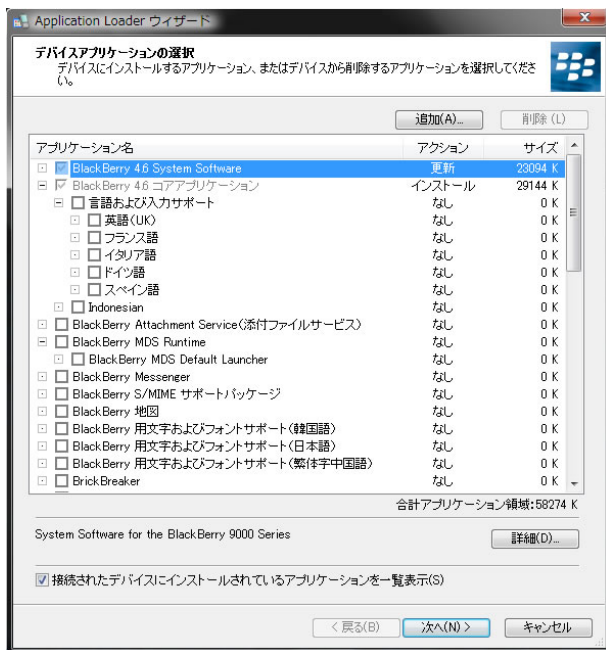 Application Loader ウィザード
デバイスアプリケーションの選択
デバイスにインストールするアプリケーション、またはデバイスから削除するアプリケーションを選択してくださ
い。
追加(A)... 削除(L)
アプリケーション名 アクション サイズ
BlackBerry 4.6 System Software 更新 23094 K
BlackBerry 4.6 コアアプリケーション インストール 29144 K
言語および入力サポート なし 0 K
英語(UK) なし 0 K
フランス語 なし 0 K
イタリア語 なし 0 K
ドイツ語 なし 0 K
スペイン語 なし 0 K
Indonesian なし 0 K
BlackBerry Attachment Service(添付ファイルサービス) なし 0 K
BlackBerry MDS Runtime なし 0 K
BlackBerry MDS Default Launcher なし 0 K
BlackBerry Messenger なし 0 K
BlackBerry S/MIME サポートパッケージ なし 0 K
BlackBerry 地図 なし 0 K
BlackBerry 用文字およびフォントサポート(韓国語) なし 0 K
BlackBerry 用文字およびフォントサポート(日本語) なし 0 K
BlackBerry 用文字およびフォントサポート(繁体字中国語) なし 0 K
BrickBreaker なし 0 K
合計アプリケーション領域:58274 K
System Software for the BlackBerry 9000 Series 詳細(D)...
接続されたデバイスにインストールされているアプリケーションを一覧表示(S)
< 戻る(B) 次へ(N) > キャンセル